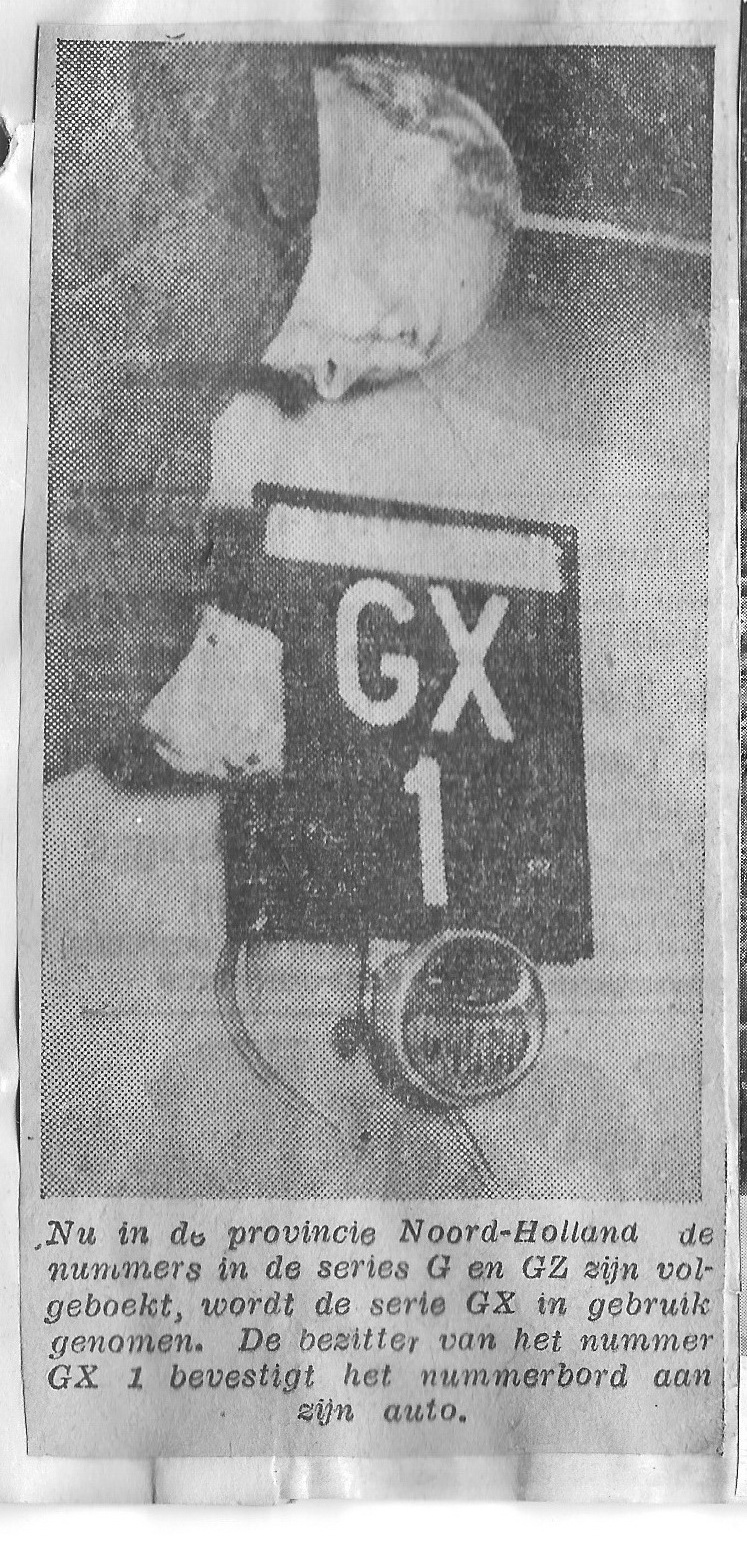 GX
1
Nu in de provincie Noord-Holland de
nummers in de series G en GZ zijn vol-
geboekt, wordt de serie GX in gebruik
genomen. De bezitter van het nummer
GX 1 bevestigt het nummerbord aan
zijn auto.